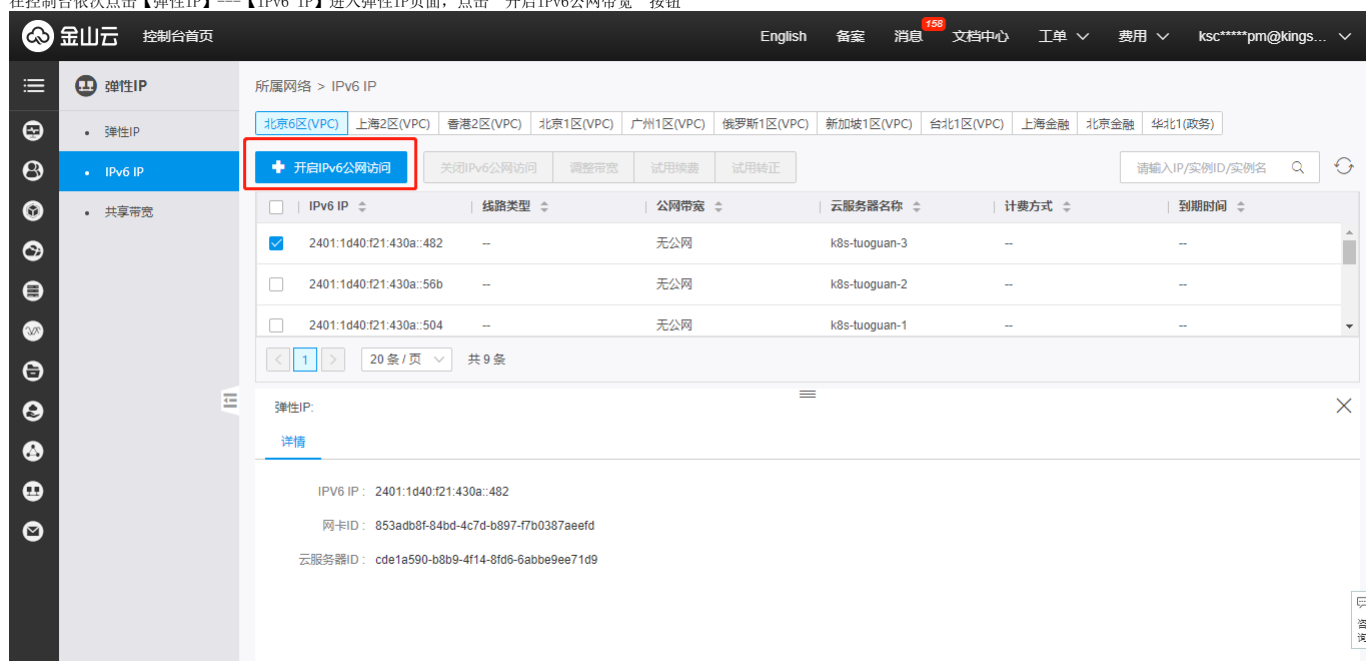 在控制台依次点击【弹性IP】---【IPv6 IP】进入弹性IP页面，点击“开启IPv6公网带宽”按钮
金山云 控制台首页 English 备案 消息 158 文档中心 工单 费用 ksc*****pm@kings...
弹性IP
弹性IP
IPv6 IP
共享带宽
所属网络 > IPv6 IP
北京6区(VPC) 上海2区(VPC) 香港2区(VPC) 北京1区(VPC) 广州1区(VPC) 俄罗斯1区(VPC) 新加坡1区(VPC) 台北1区(VPC) 上海金融 北京金融 华北1(政务)
开启IPv6公网访问 关闭IPv6公网访问 调整带宽 试用续费 试用转正 请输入IP/实例ID/实例名
IPv6 IP 线路类型 公网带宽 云服务器名称 计费方式 到期时间
2401:1d40:f21:430a::482 -- 无公网 k8s-tuoguan-3 -- --
2401:1d40:f21:430a::56b -- 无公网 k8s-tuoguan-2 -- --
2401:1d40:f21:430a::504 -- 无公网 k8s-tuoguan-1 -- --
< 1 > 20 条 / 页 共 9 条
弹性IP:
详情
IPV6 IP : 2401:1d40:f21:430a::482
网卡ID : 853adb8f-84bd-4c7d-b897-f7b0387aeefd
云服务器ID : cde1a590-b8b9-4f14-8fd6-6abbe9ee71d9
咨询